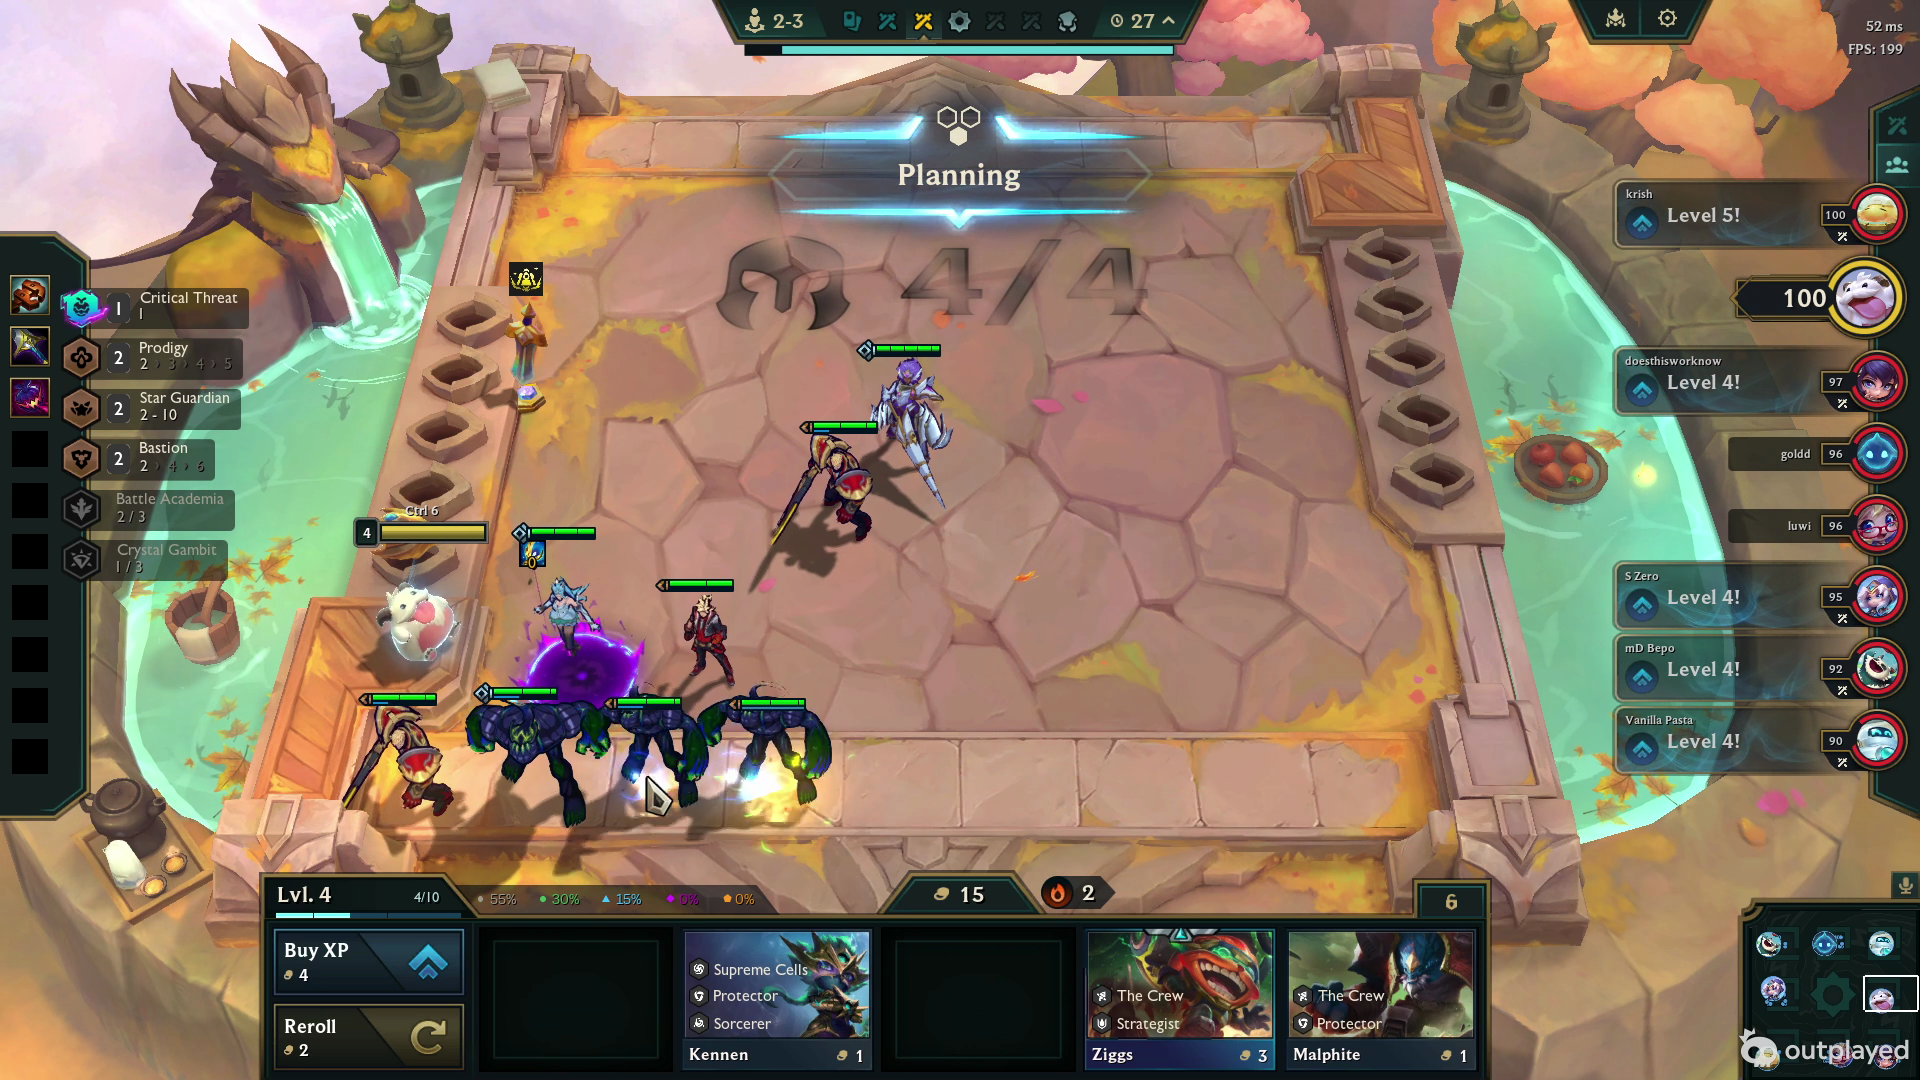 2-3
27
52 ms
FPS: 199
Planning
4/4
krish
Level 5!
100
100
doesthisworknow
Level 4!
97
goldd
96
luwi
96
S Zero
Level 4!
95
mD Bepo
Level 4!
92
Vanilla Pasta
Level 4!
90
1
Critical Threat
1
2
Prodigy
2 › 3 › 4 › 5
2
Star Guardian
2 - 10
2
Bastion
2 › 4 › 6
Battle Academia
2 / 3
Crystal Gambit
1 / 3
Ctrl 6
4
0
Lvl. 4
4/10
55%
30%
15%
0%
0%
15
2
6
Buy XP
4
Reroll
2
Supreme Cells
Protector
Sorcerer
Kennen
1
The Crew
Strategist
Ziggs
3
The Crew
Protector
Malphite
1
outplayed